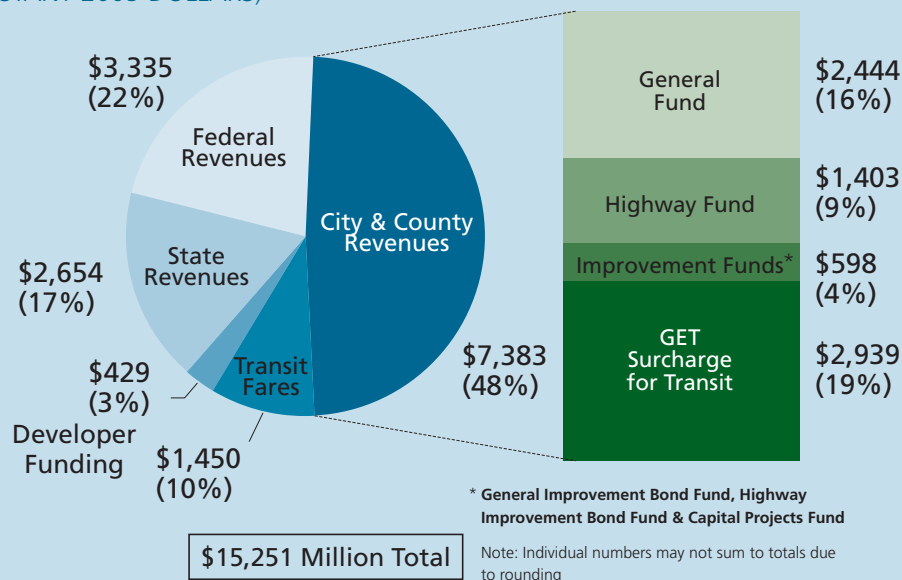 $3,335
(22%)
Federal
Revenues
City & County
Revenues
State
Revenues
$2,654
(17%)
$429
(3%)
Developer
Funding
Transit
Fares
$1,450
(10%)
$7,383
(48%)
General
Fund
$2,444
(16%)
Highway Fund
$1,403
(9%)
Improvement Funds*
$598
(4%)
GET
Surcharge
for Transit
$2,939
(19%)
* General Improvement Bond Fund, Highway
Improvement Bond Fund & Capital Projects Fund
$15,251 Million Total
Note: Individual numbers may not sum to totals due
to rounding